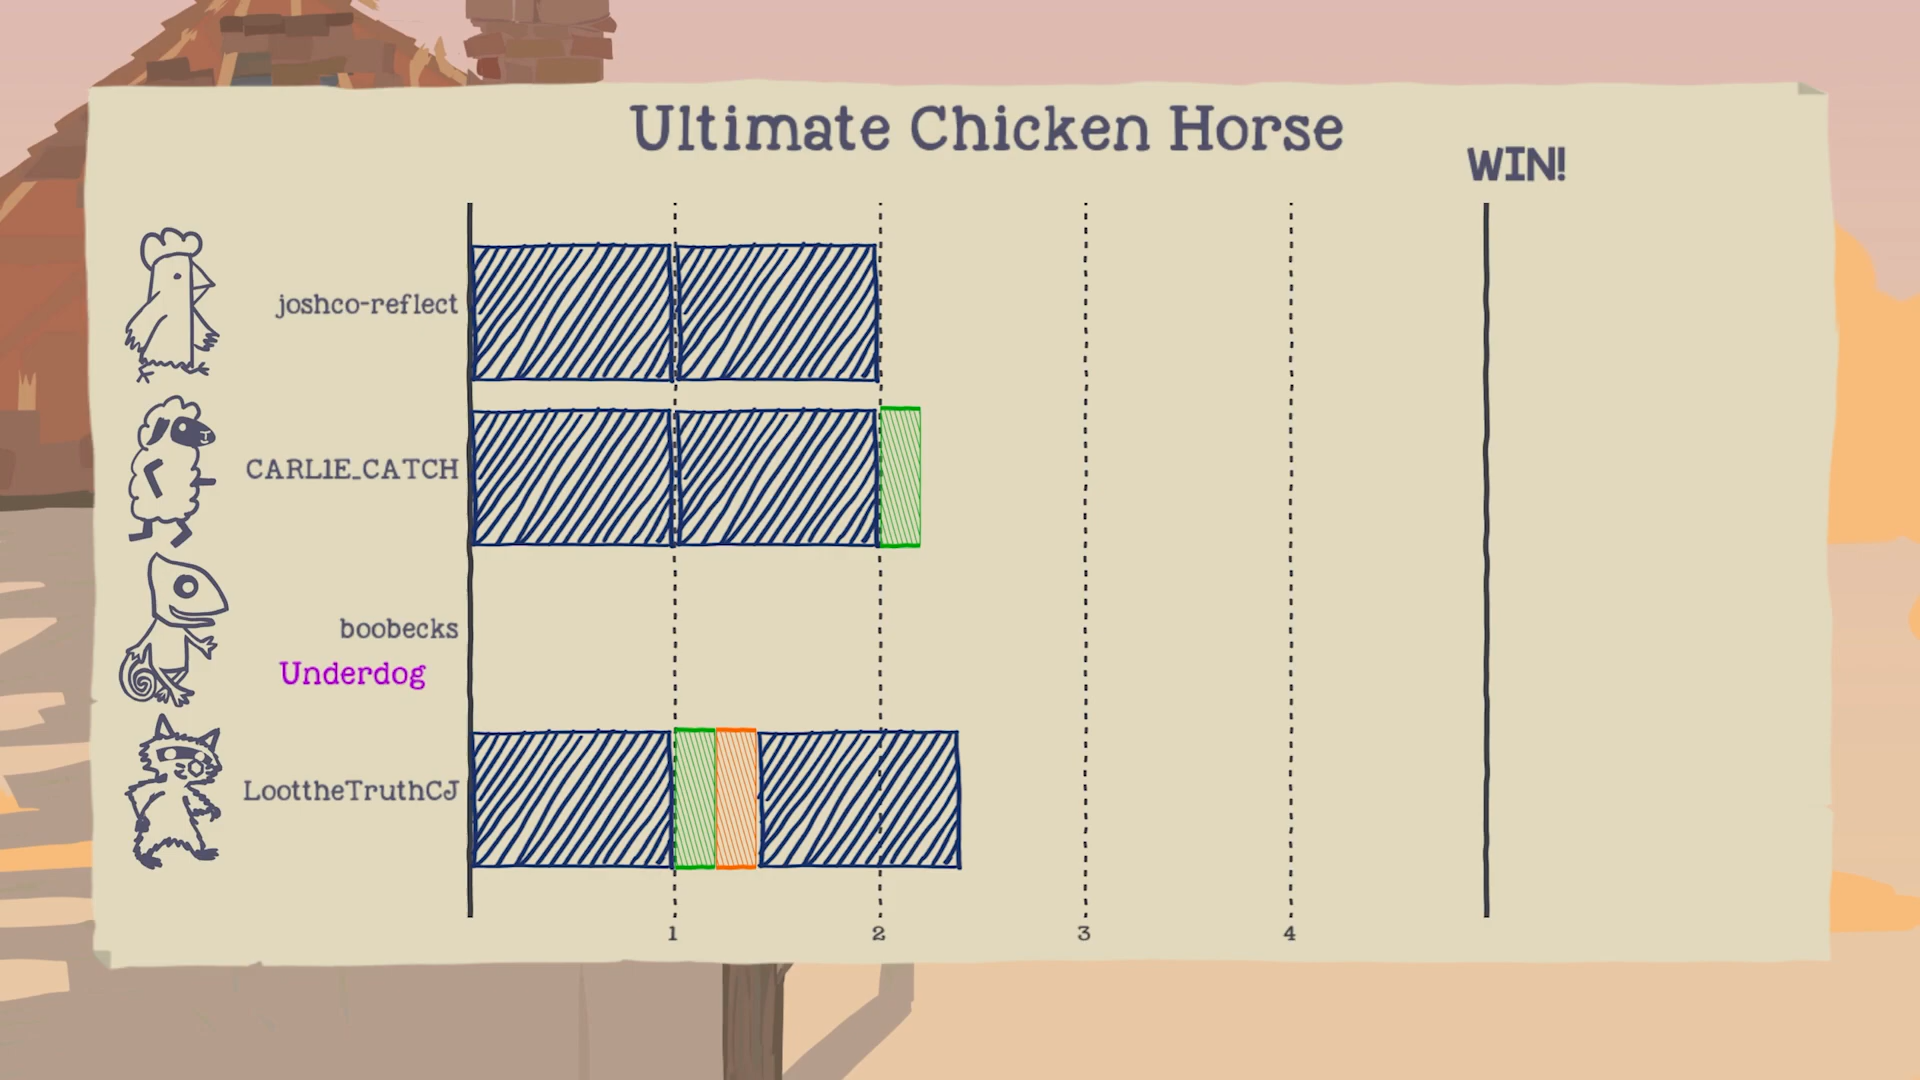 Ultimate Chicken Horse
WIN!
joshco-reflect
CARL1E_CATCH
boobecks
Underdog
LoottheTruthCJ
1 2 3 4